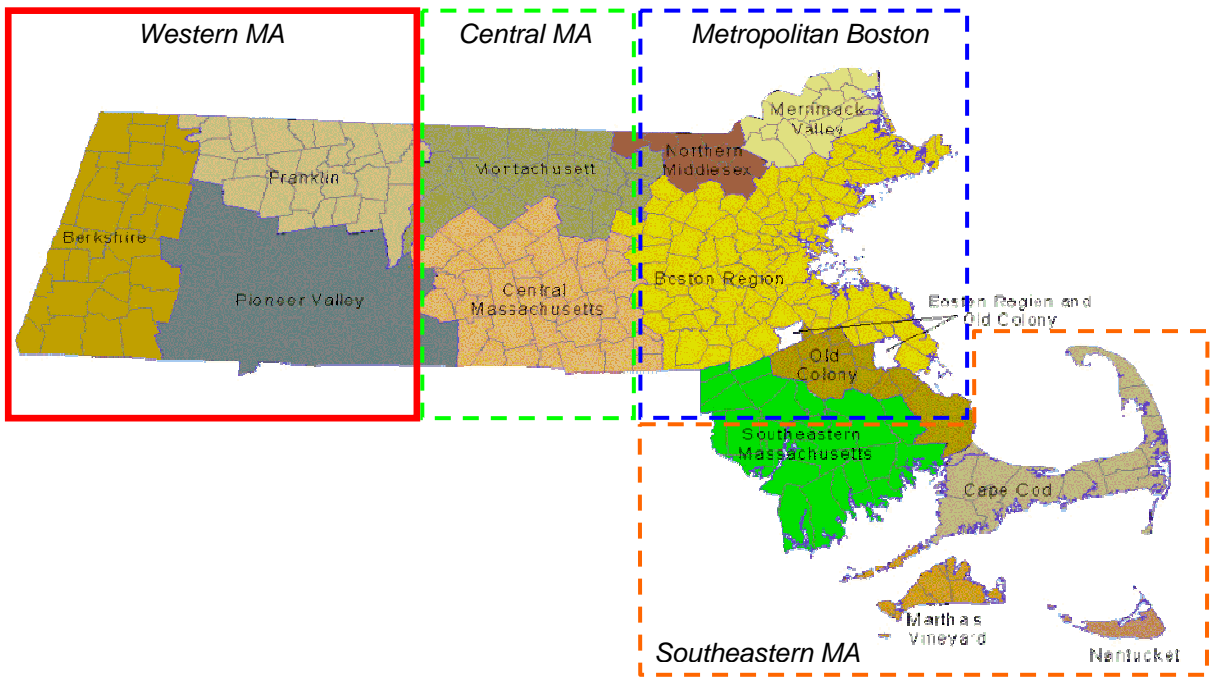 Western MA
Central MA
Metropolitan Boston
Merrimack
Valley
Northern
Middlesex
Montachusett
Franklin
Berkshire
Pioneer Valley
Central
Massachusetts
Boston Region
Boston Region and
Old Colony
Old
Colony
Southeastern
Massachusetts
Cape Cod
Marthas
Vineyard
Nantucket
Southeastern MA